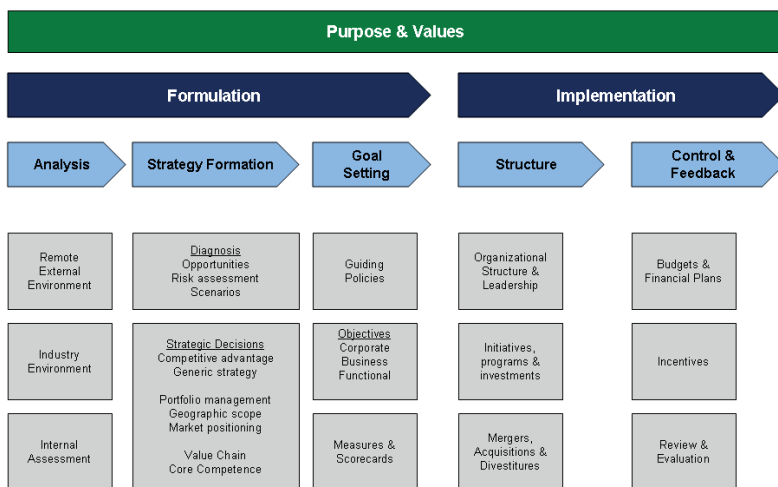 Purpose & Values
Formulation
Implementation
Analysis
Strategy Formation
Goal
Setting
Structure
Control &
Feedback
Remote
External
Environment
Diagnosis
Opportunities
Risk assessment
Scenarios
Guiding
Policies
Organizational
Structure &
Leadership
Budgets &
Financial Plans
Industry
Environment
Strategic Decisions
Competitive advantage
Generic strategy
Portfolio management
Geographic scope
Market positioning
Value Chain
Core Competence
Objectives
Corporate
Business
Functional
Initiatives,
programs &
investments
Incentives
Internal
Assessment
Measures &
Scorecards
Mergers,
Acquisitions &
Divestitures
Review &
Evaluation